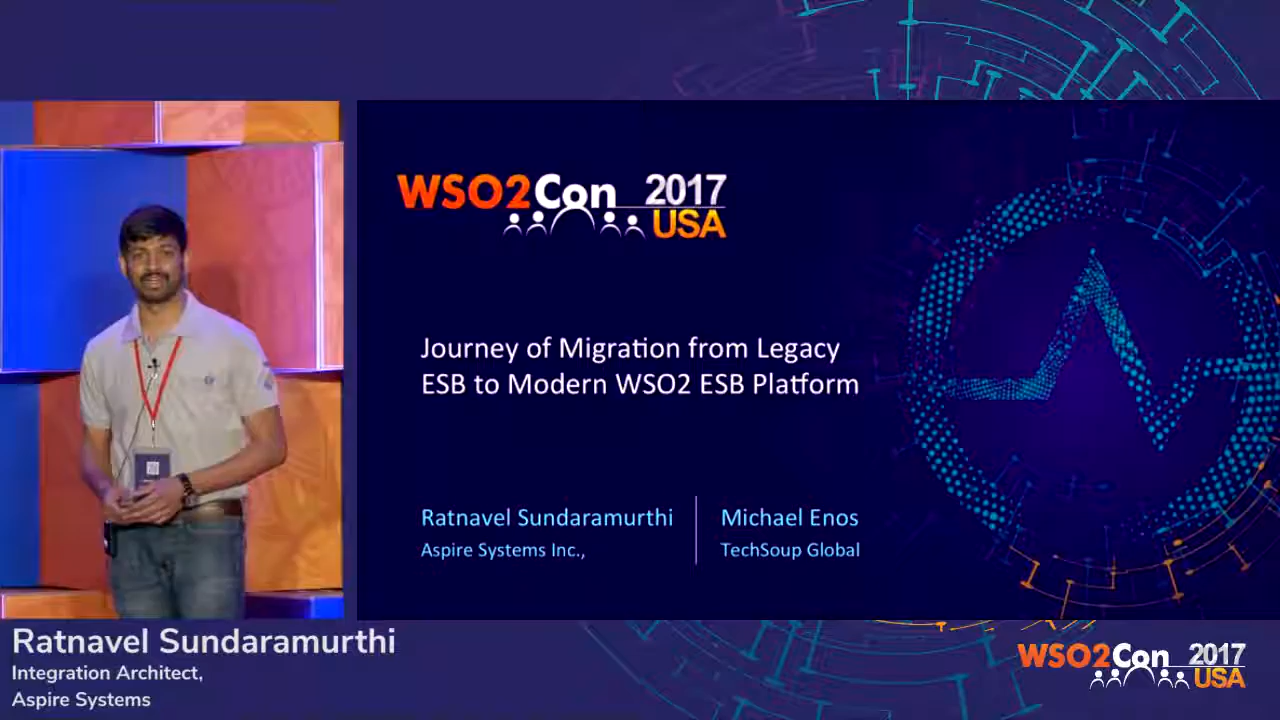 WSO2Con 2017
USA
Journey of Migration from Legacy
ESB to Modern WSO2 ESB Platform
Ratnavel Sundaramurthi
Aspire Systems Inc.,
Michael Enos
TechSoup Global
Ratnavel Sundaramurthi
Integration Architect,
Aspire Systems
WSO2Con 2017
USA